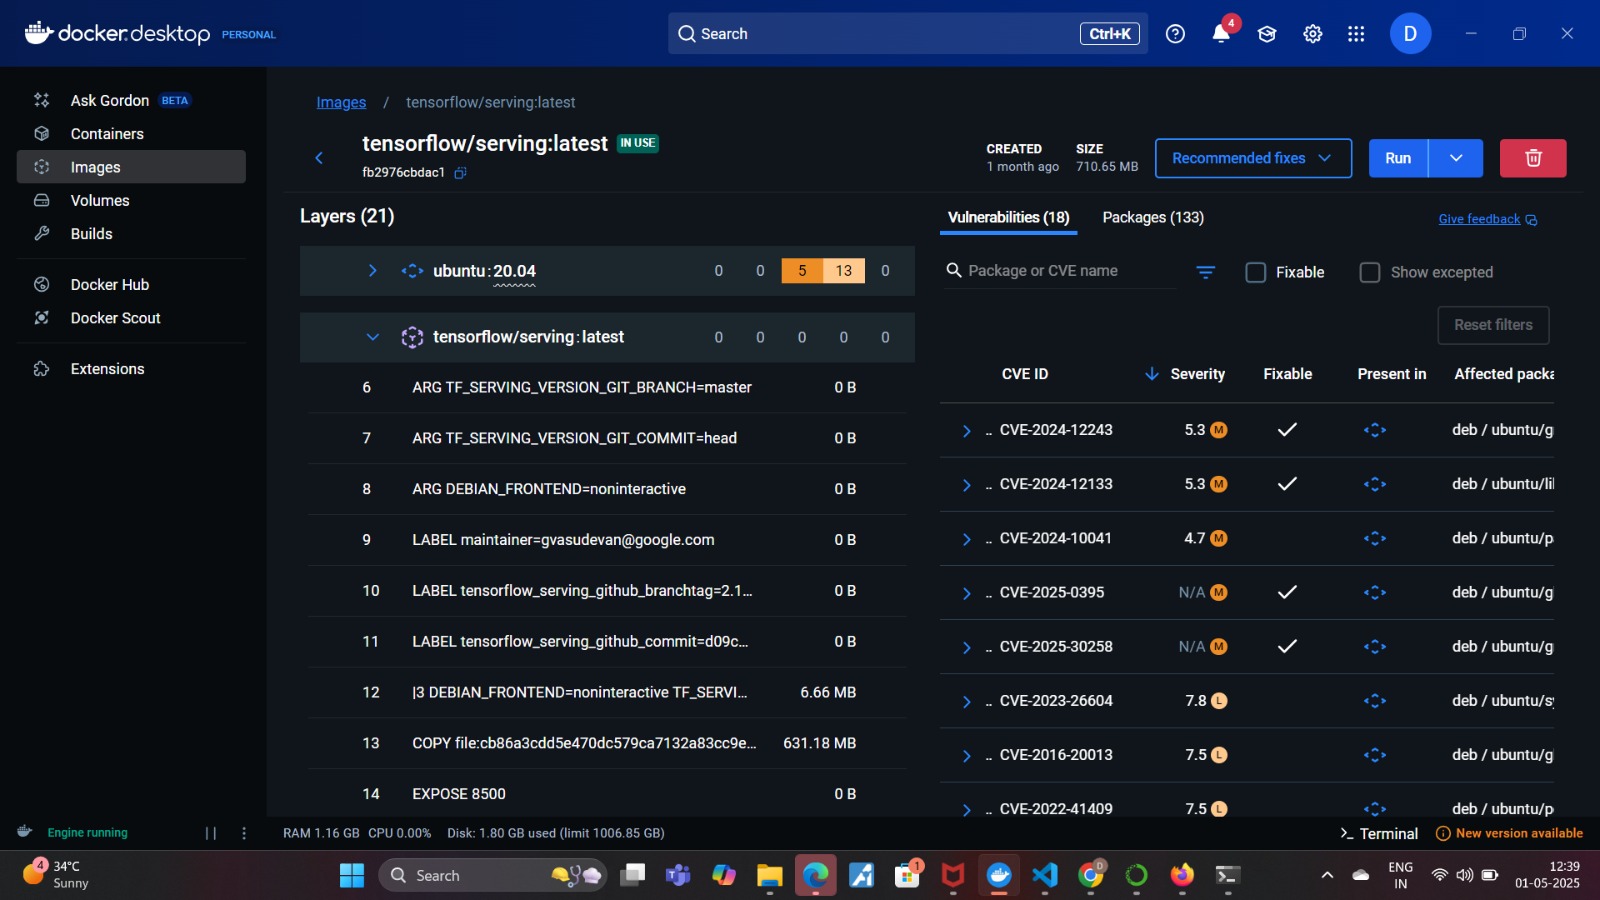 docker.desktop PERSONAL
Search Ctrl+K
4
D
Ask Gordon BETA
Containers
Images
Volumes
Builds
Docker Hub
Docker Scout
Extensions
Images / tensorflow/serving:latest
tensorflow/serving:latest IN USE
fb2976cbdac1
CREATED
1 month ago
SIZE
710.65 MB
Recommended fixes
Run
Layers (21)
ubuntu:20.04 0 0 5 13 0
tensorflow/serving:latest 0 0 0 0 0
6 ARG TF_SERVING_VERSION_GIT_BRANCH=master 0 B
7 ARG TF_SERVING_VERSION_GIT_COMMIT=head 0 B
8 ARG DEBIAN_FRONTEND=noninteractive 0 B
9 LABEL maintainer=gvasudevan@google.com 0 B
10 LABEL tensorflow_serving_github_branchtag=2.1... 0 B
11 LABEL tensorflow_serving_github_commit=d09c... 0 B
12 |3 DEBIAN_FRONTEND=noninteractive TF_SERVI... 6.66 MB
13 COPY file:cb86a3cdd5e470dc579ca7132a83cc9e... 631.18 MB
14 EXPOSE 8500 0 B
Vulnerabilities (18) Packages (133)
Give feedback
Package or CVE name
Fixable
Show excepted
Reset filters
CVE ID Severity Fixable Present in Affected packa
.. CVE-2024-12243 5.3 M deb / ubuntu/g
.. CVE-2024-12133 5.3 M deb / ubuntu/li
.. CVE-2024-10041 4.7 M deb / ubuntu/p
.. CVE-2025-0395 N/A M deb / ubuntu/g
.. CVE-2025-30258 N/A M deb / ubuntu/g
.. CVE-2023-26604 7.8 L deb / ubuntu/s
.. CVE-2016-20013 7.5 L deb / ubuntu/g
.. CVE-2022-41409 7.5 L deb / ubuntu/p
Engine running
RAM 1.16 GB CPU 0.00% Disk: 1.80 GB used (limit 1006.85 GB)
Terminal
New version available
4
34°C
Sunny
Search
1
D
ENG
IN
12:39
01-05-2025